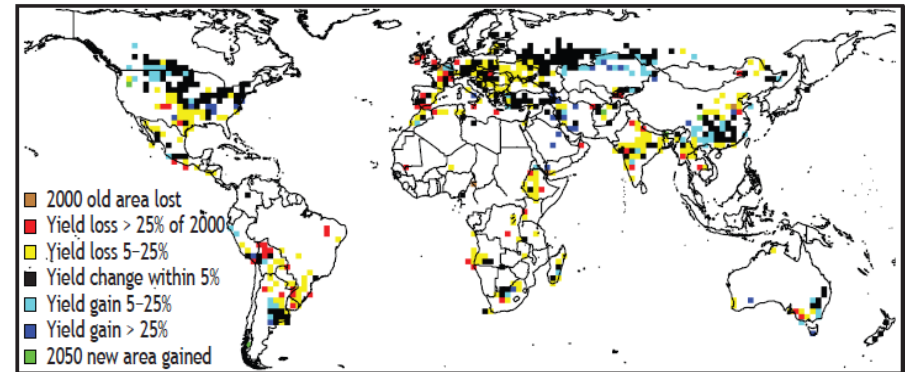 2000 old area lost
Yield loss > 25% of 2000
Yield loss 5–25%
Yield change within 5%
Yield gain 5–25%
Yield gain > 25%
2050 new area gained